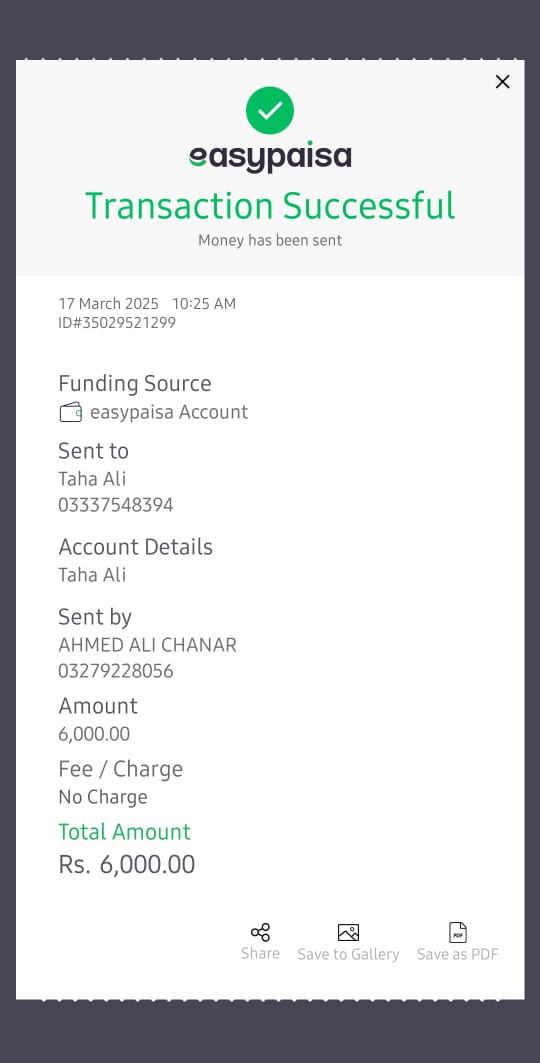 easypaisa
Transaction Successful
Money has been sent
17 March 2025 10:25 AM
ID#35029521299
Funding Source
easypaisa Account
Sent to
Taha Ali
03337548394
Account Details
Taha Ali
Sent by
AHMED ALI CHANAR
03279228056
Amount
6,000.00
Fee / Charge
No Charge
Total Amount
Rs. 6,000.00
PDF
Share Save to Gallery Save as PDF